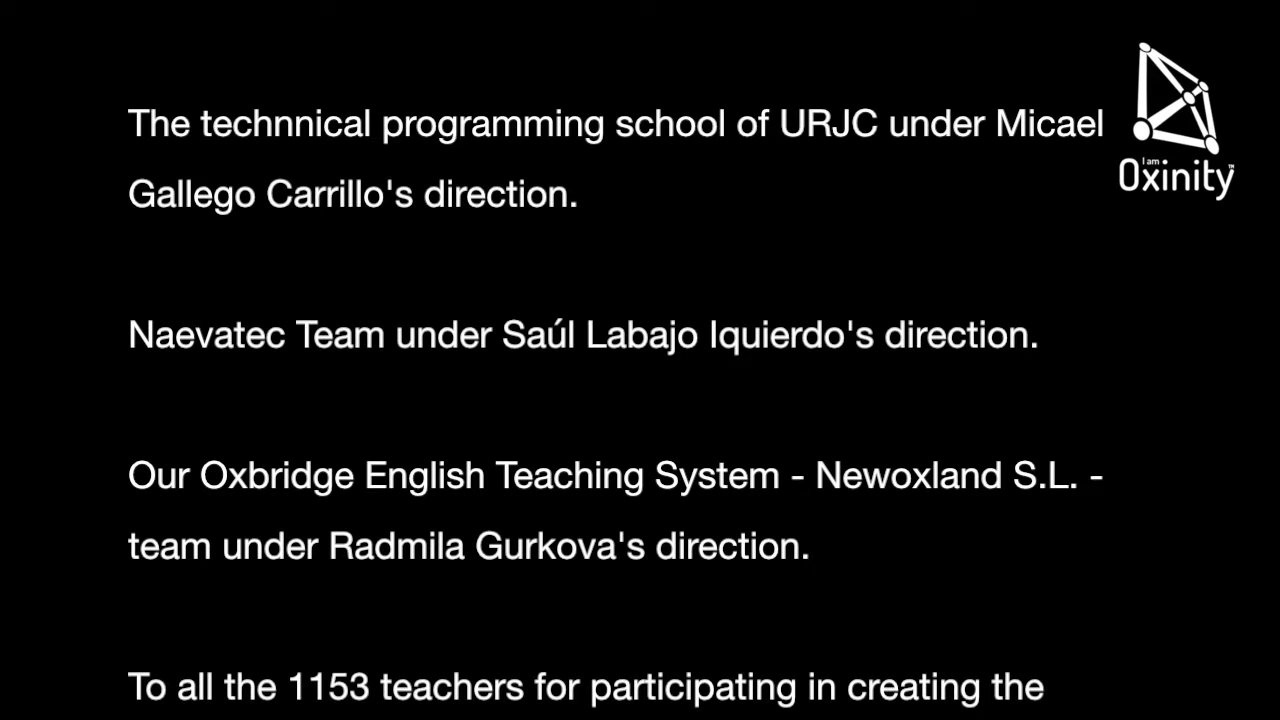 The technnical programming school of URJC under Micael
Gallego Carrillo's direction.
Naevatec Team under Saúl Labajo Iquierdo's direction.
Our Oxbridge English Teaching System - Newoxland S.L. -
team under Radmila Gurkova's direction.
To all the 1153 teachers for participating in creating the
I am
Oxinity™